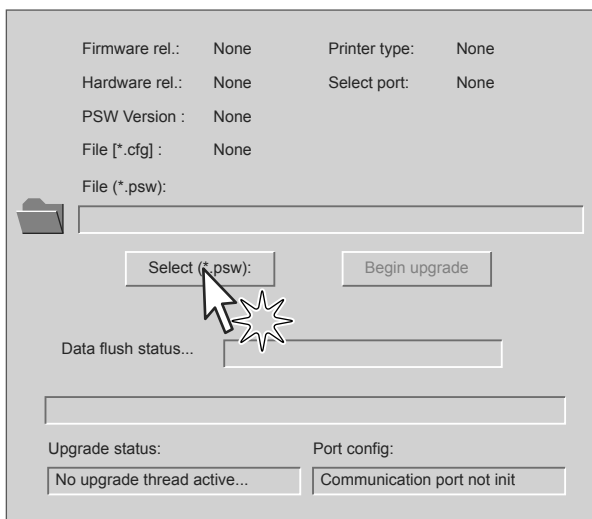 Firmware rel.: None Printer type: None
Hardware rel.: None Select port: None
PSW Version : None
File [*.cfg] : None
File (*.psw):
Select (*.psw): Begin upgrade
Data flush status...
Upgrade status: Port config:
No upgrade thread active... Communication port not init